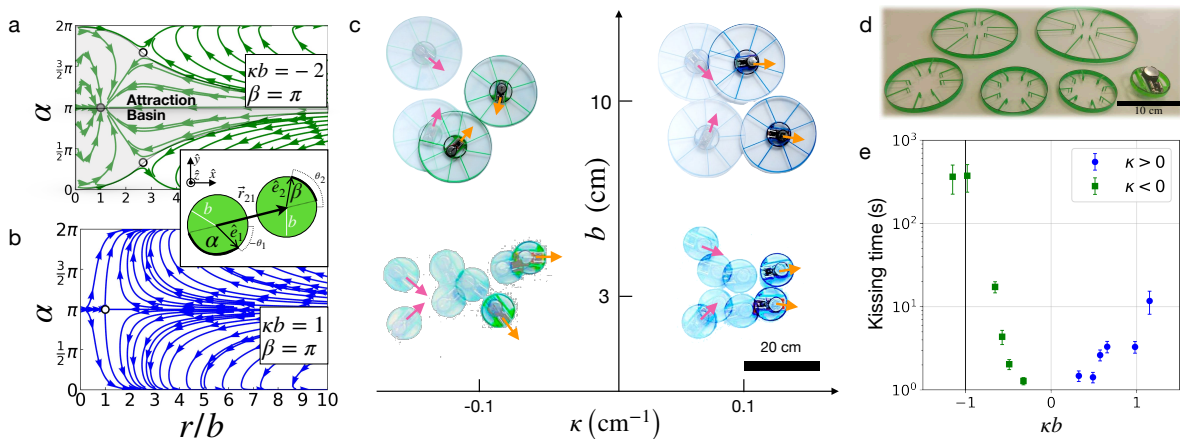 a
2π
3/2π
π
1/2π
0
α
Attraction
Basin
κb = −2
β = π
0 1 2 3 4
ŷ
ẑ
x̂
r⃗₂₁
ê₂
β
θ₂
b
b
α
ê₁
−θ₁
b
2π
3/2π
π
1/2π
0
α
κb = 1
β = π
0 1 2 3 4 5 6 7 8 9 10
r/b
c
10
b (cm)
3
20 cm
-0.1
0.1
κ (cm⁻¹)
d
10 cm
e
10³
10²
10¹
10⁰
Kissing time (s)
κ > 0
κ < 0
−1 0 1
κb